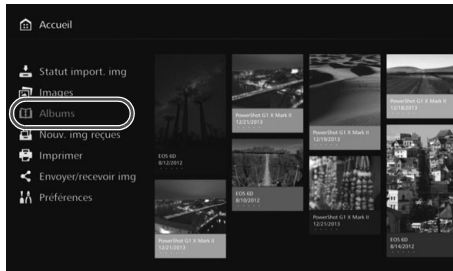 Accueil
Statut import. img
Images
Albums
Nouv. img reçues
Imprimer
Envoyer/recevoir img
Préférences
EOS 6D
8/12/2012
PowerShot G1 X Mark II
12/21/2013
PowerShot G1 X Mark II
12/21/2013
EOS 6D
8/10/2012
PowerShot G1 X Mark II
12/19/2013
PowerShot G1 X Mark II
12/21/2013
PowerShot G1 X Mark II
12/18/2013
EOS 6D
8/14/2012